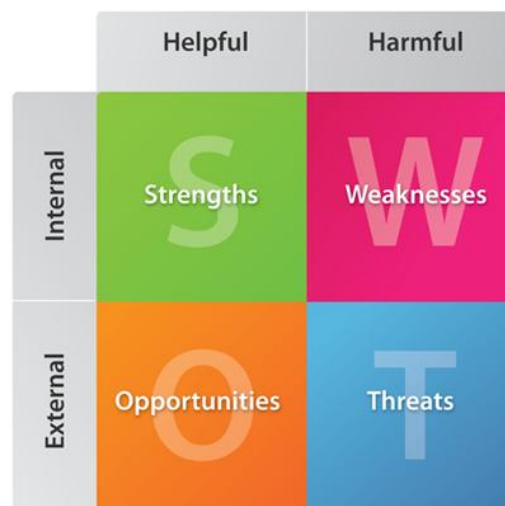 Helpful Harmful
Internal
S
Strengths
W
Weaknesses
External
O
Opportunities
T
Threats